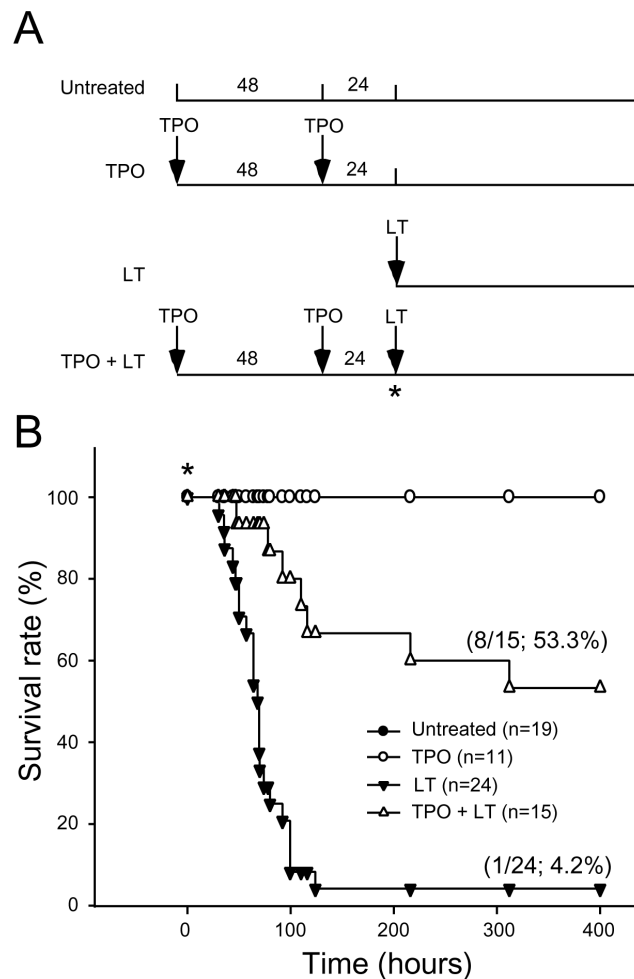 A
Untreated 48 24
TPO TPO
TPO 48 24
LT
LT
TPO TPO LT
TPO + LT 48 24
*
B
*
100
80
60
40
20
0
Survival rate (%)
(8/15; 53.3%)
Untreated (n=19)
TPO (n=11)
LT (n=24)
TPO + LT (n=15)
(1/24; 4.2%)
0 100 200 300 400
Time (hours)